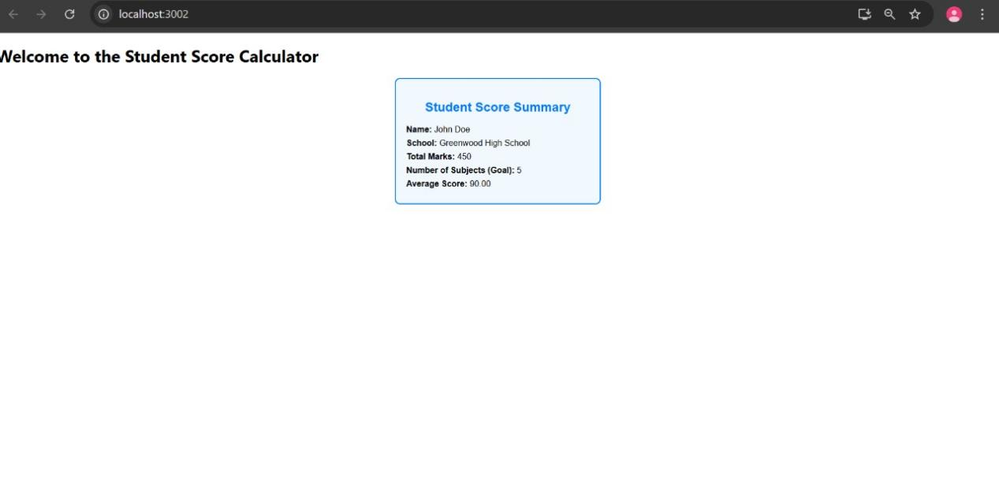 localhost:3002
Welcome to the Student Score Calculator
Student Score Summary
Name: John Doe
School: Greenwood High School
Total Marks: 450
Number of Subjects (Goal): 5
Average Score: 90.00